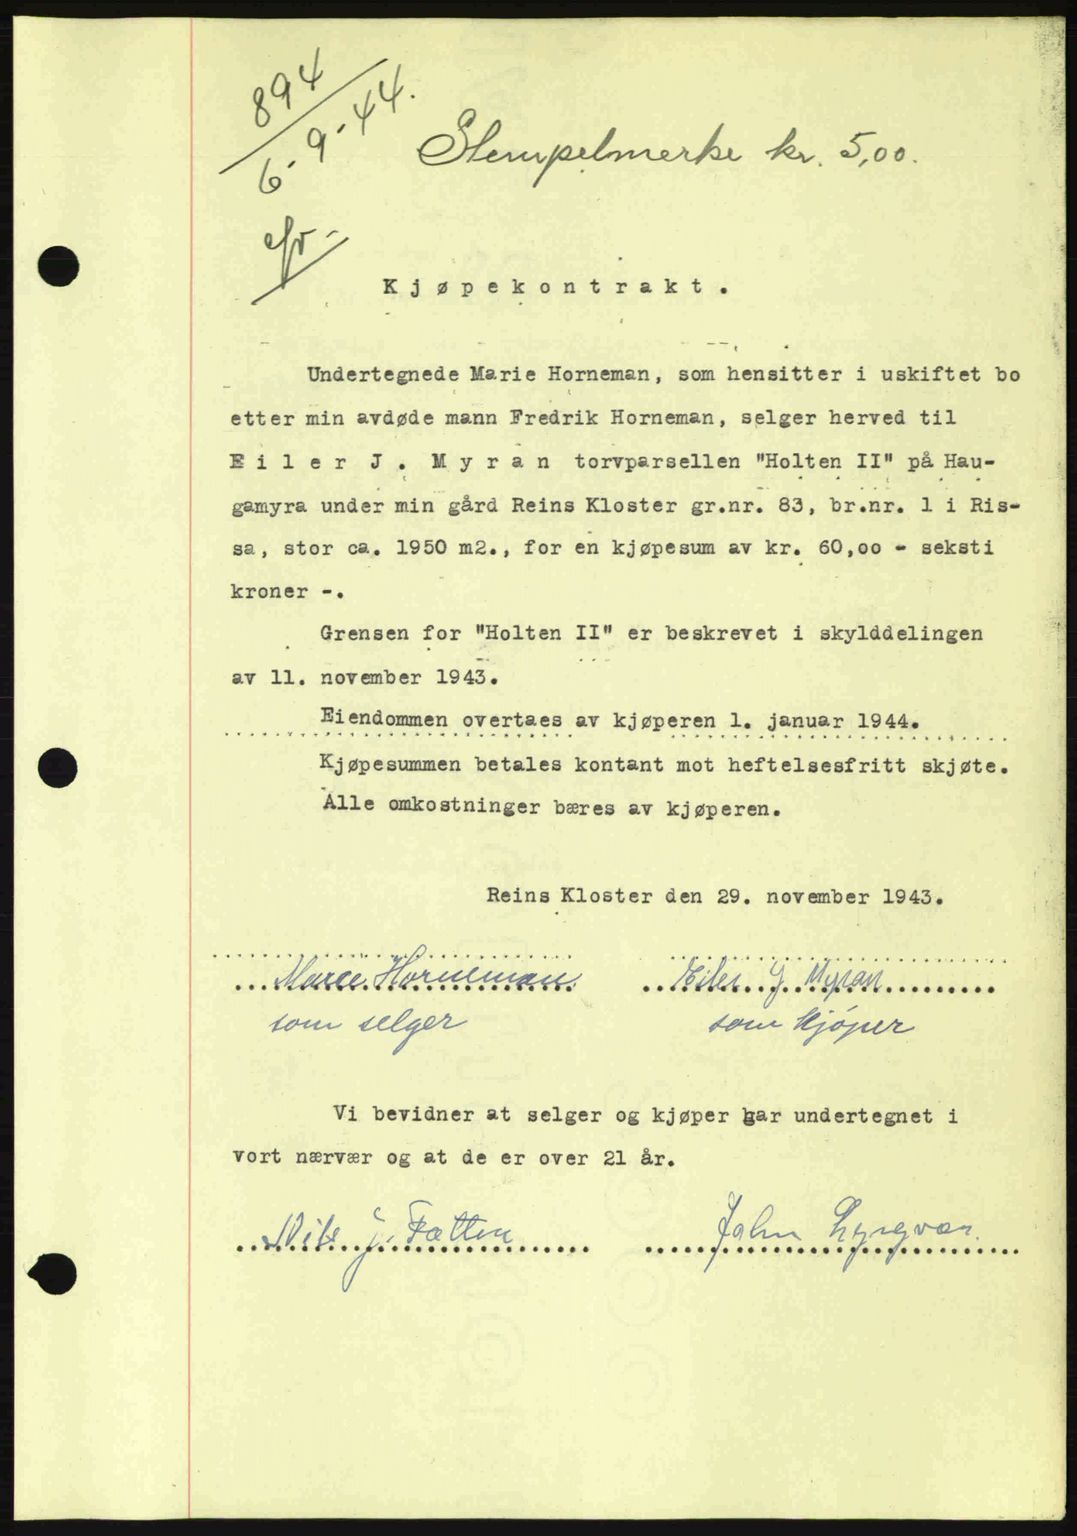 894
6-9-44.
Stempelmerke kr. 5,00.
Kjøpekontrakt.
Undertegnede Marie Horneman, som hensitter i uskiftet bo
etter min avdøde mann Fredrik Horneman, selger herved til
Eiler J. Myran torvparsellen "Holten II" på Hau-
gamyra under min gård Reins Kloster gr.nr. 83, br.nr. 1 i Ris-
sa, stor ca. 1950 m2., for en kjøpesum av kr. 60,oo - seksti
kroner -.
Grensen for "Holten II" er beskrevet i skylddelingen
av 11. november 1943.
Eiendommen overtaes av kjøperen 1. januar 1944.
Kjøpesummen betales kontant mot heftelsesfritt skjøte.
Alle omkostninger bæres av kjøperen.
Reins Kloster den 29. november 1943.
Marie Horneman Eiler J Myran
som selger som kjøper
Vi bevidner at selger og kjøper har undertegnet i
vort nærvær og at de er over 21 år.
Nils J. Fatten John